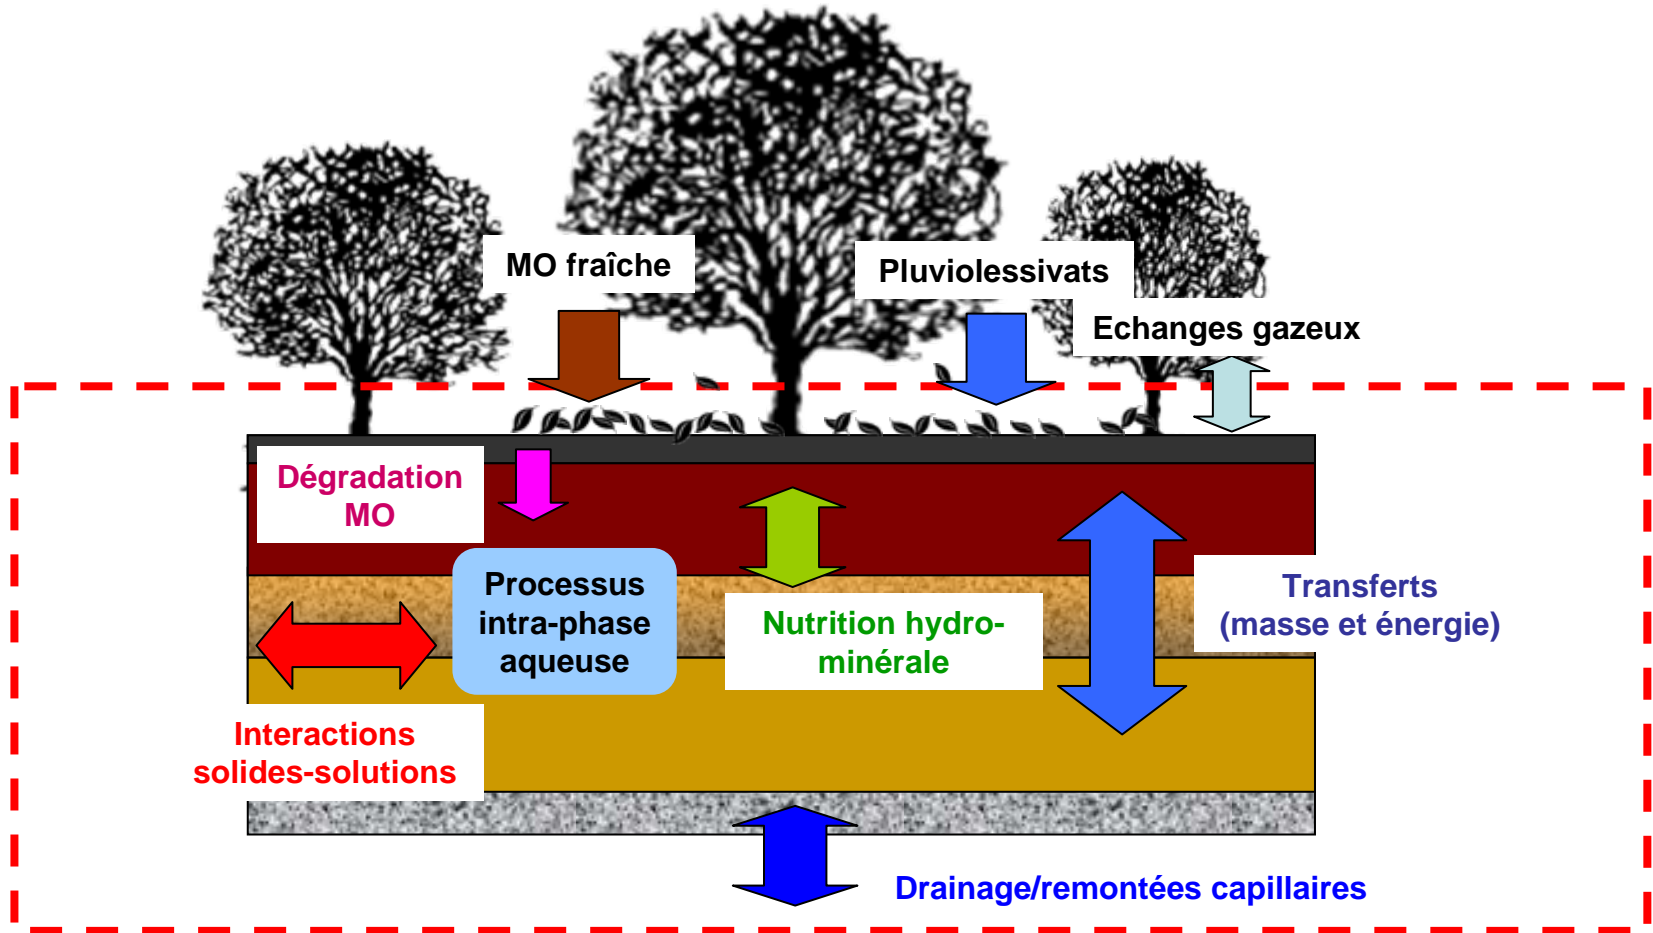 MO fraîche
Pluviolessivats
Echanges gazeux
Dégradation
MO
Processus
intra-phase
aqueuse
Nutrition hydro-
minérale
Transferts
(masse et énergie)
Interactions
solides-solutions
Drainage/remontées capillaires